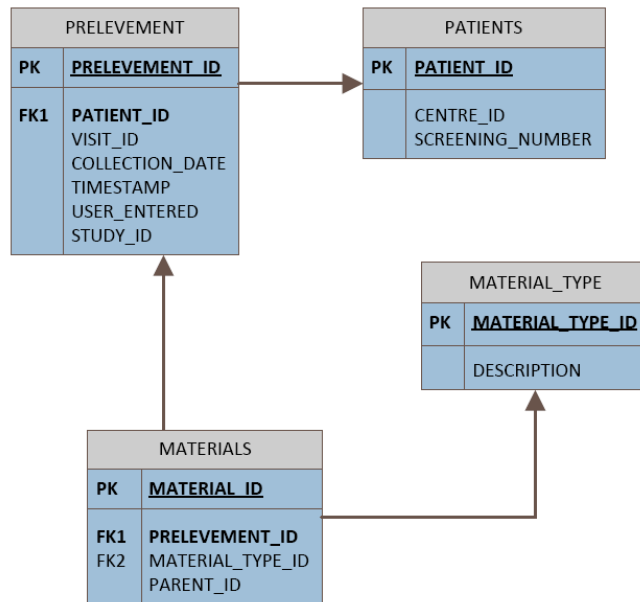 PRELEVEMENT
PK PRELEVEMENT_ID
FK1 PATIENT_ID
VISIT_ID
COLLECTION_DATE
TIMESTAMP
USER_ENTERED
STUDY_ID
PATIENTS
PK PATIENT_ID
CENTRE_ID
SCREENING_NUMBER
MATERIAL_TYPE
PK MATERIAL_TYPE_ID
DESCRIPTION
MATERIALS
PK MATERIAL_ID
FK1 PRELEVEMENT_ID
FK2 MATERIAL_TYPE_ID
PARENT_ID